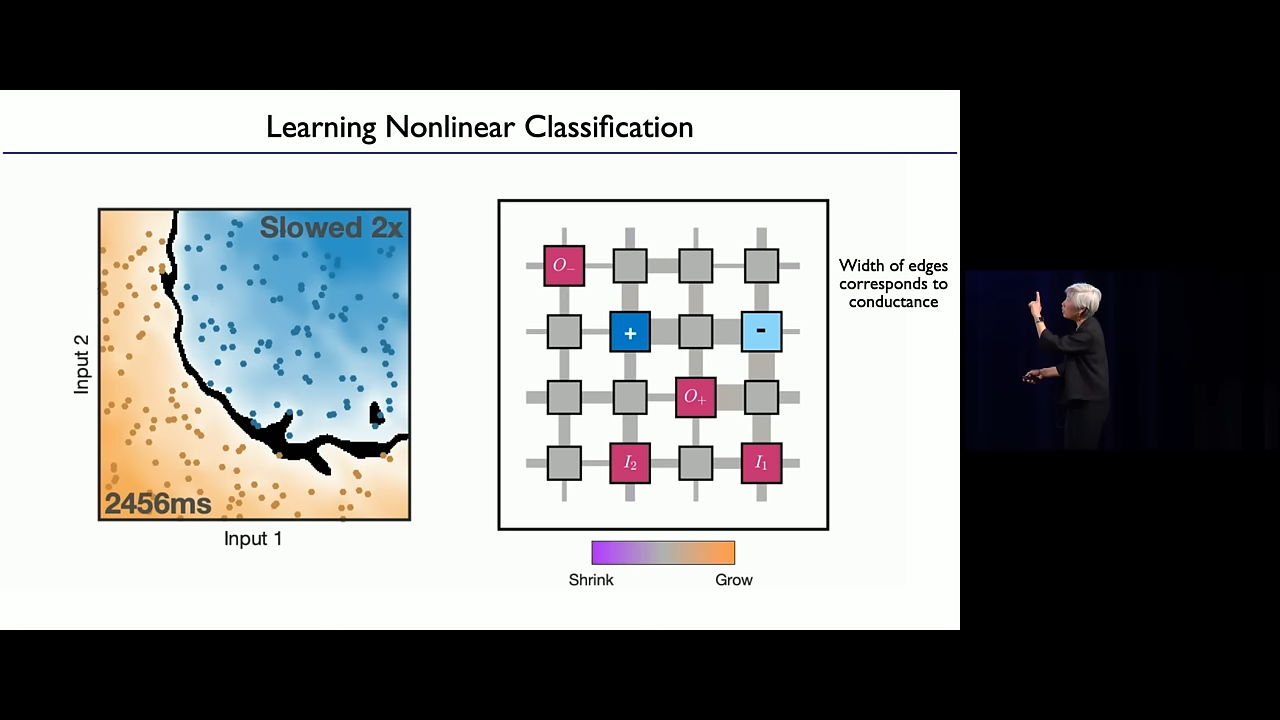 Learning Nonlinear Classification
Slowed 2x
2456ms
Input 2
Input 1
O₋
+
-
O₊
I₂
I₁
Shrink
Grow
Width of edges
corresponds to
conductance